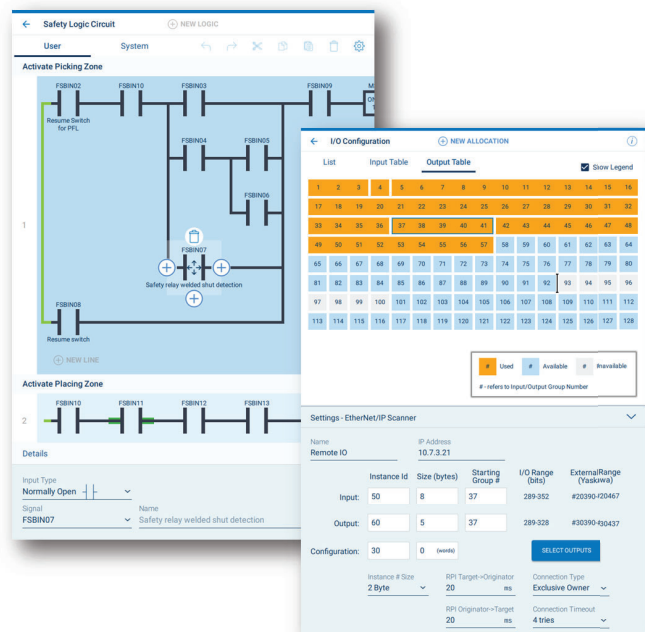 Safety Logic Circuit
NEW LOGIC
User System
Activate Picking Zone
FSBIN02 FSBIN10 FSBIN03 FSBIN09
Resume Switch
for PFL
FSBIN04 FSBIN05
FSBIN06
1
FSBIN07
Safety relay welded shut detection
FSBIN08
Resume switch
NEW LINE
Activate Placing Zone
FSBIN10 FSBIN11 FSBIN12 FSBIN13
2
Details
Input Type
Normally Open
Signal Name
FSBIN07 Safety relay welded shut detection
I/O Configuration NEW ALLOCATION
List Input Table Output Table Show Legend
1 2 3 4 5 6 7 8 9 10 11 12 13 14 15 16
17 18 19 20 21 22 23 24 25 26 27 28 29 30 31 32
33 34 35 36 37 38 39 40 41 42 43 44 45 46 47 48
49 50 51 52 53 54 55 56 57 58 59 60 61 62 63 64
65 66 67 68 69 70 71 72 73 74 75 76 77 78 79 80
81 82 83 84 85 86 87 88 89 90 91 92 93 94 95 96
97 98 99 100 101 102 103 104 105 106 107 108 109 110 111 112
113 114 115 116 117 118 119 120 121 122 123 124 125 126 127 128
# Used # Available # Unavailable
# - refers to Input/Output Group Number
Settings - EtherNet/IP Scanner
Name IP Address
Remote IO 10.7.3.21
Instance Id Size (bytes) Starting Group # I/O Range (bits) External Range (Yaskawa)
Input: 50 8 37 289-352 #20390-#20467
Output: 60 5 37 289-328 #30390-#30437
Configuration: 30 0 (words) SELECT OUTPUTS
Instance # Size RPI Target->Originator Connection Type
2 Byte 20 ms Exclusive Owner
RPI Originator->Target Connection Timeout
20 ms 4 tries